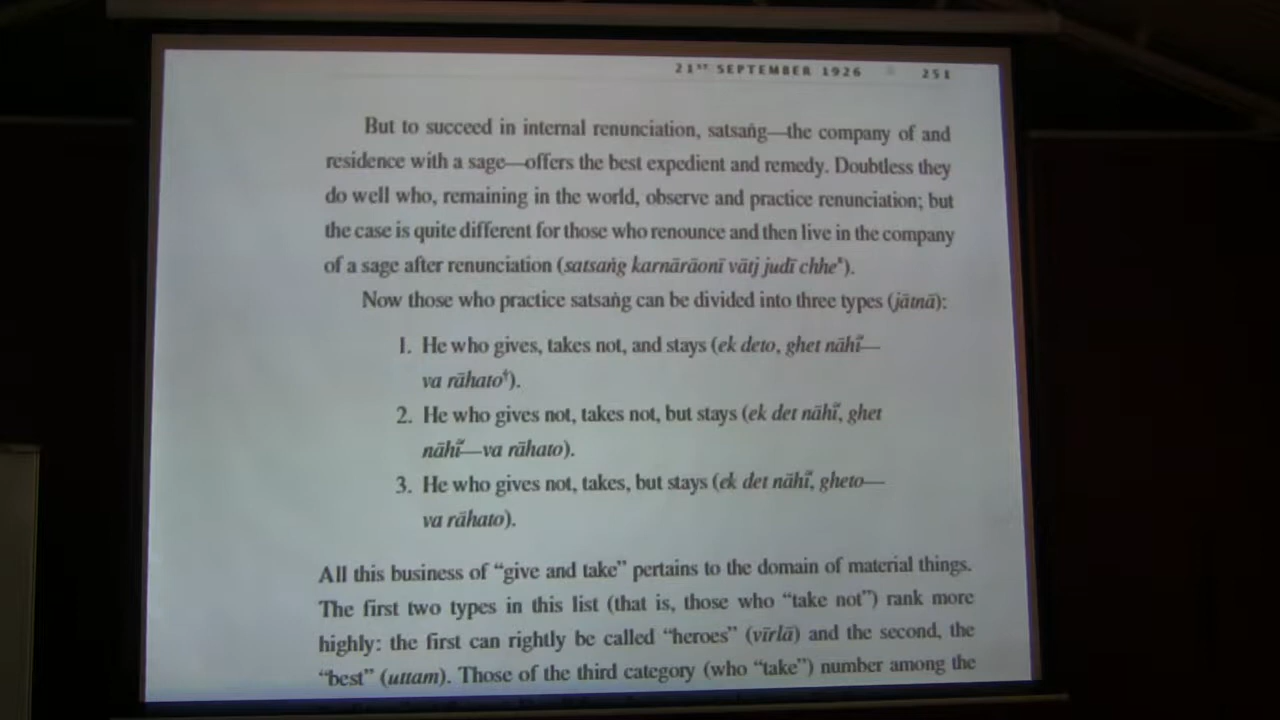 21ST SEPTEMBER 1926 251
But to succeed in internal renunciation, satsaṅg—the company of and
residence with a sage—offers the best expedient and remedy. Doubtless they
do well who, remaining in the world, observe and practice renunciation; but
the case is quite different for those who renounce and then live in the company
of a sage after renunciation (satsaṅg karnārāonī vātj judī chhe*).
Now those who practice satsaṅg can be divided into three types (jātnā):
1. He who gives, takes not, and stays (ek deto, ghet nāhī̃—
va rāhato†).
2. He who gives not, takes not, but stays (ek det nāhī̃, ghet
nāhī̃—va rāhato).
3. He who gives not, takes, but stays (ek det nāhī̃, gheto—
va rāhato).
All this business of “give and take” pertains to the domain of material things.
The first two types in this list (that is, those who “take not”) rank more
highly: the first can rightly be called “heroes” (vīrlā) and the second, the
“best” (uttam). Those of the third category (who “take”) number among the